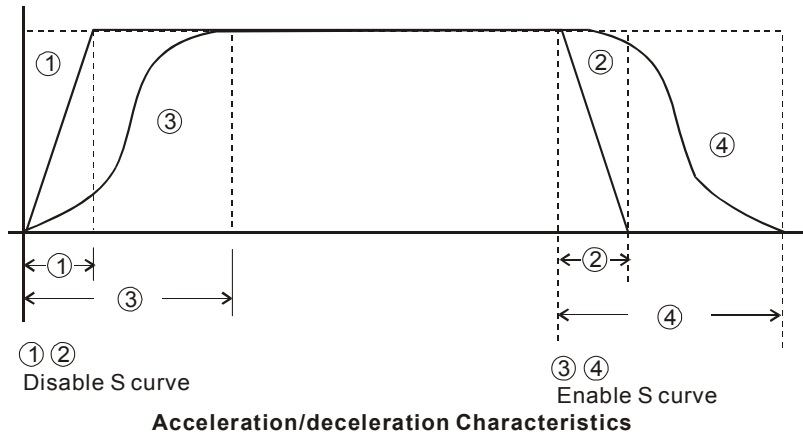 ① ②
③ ④
① ②
③ ④
① ②
Disable S curve
③ ④
Enable S curve
Acceleration/deceleration Characteristics